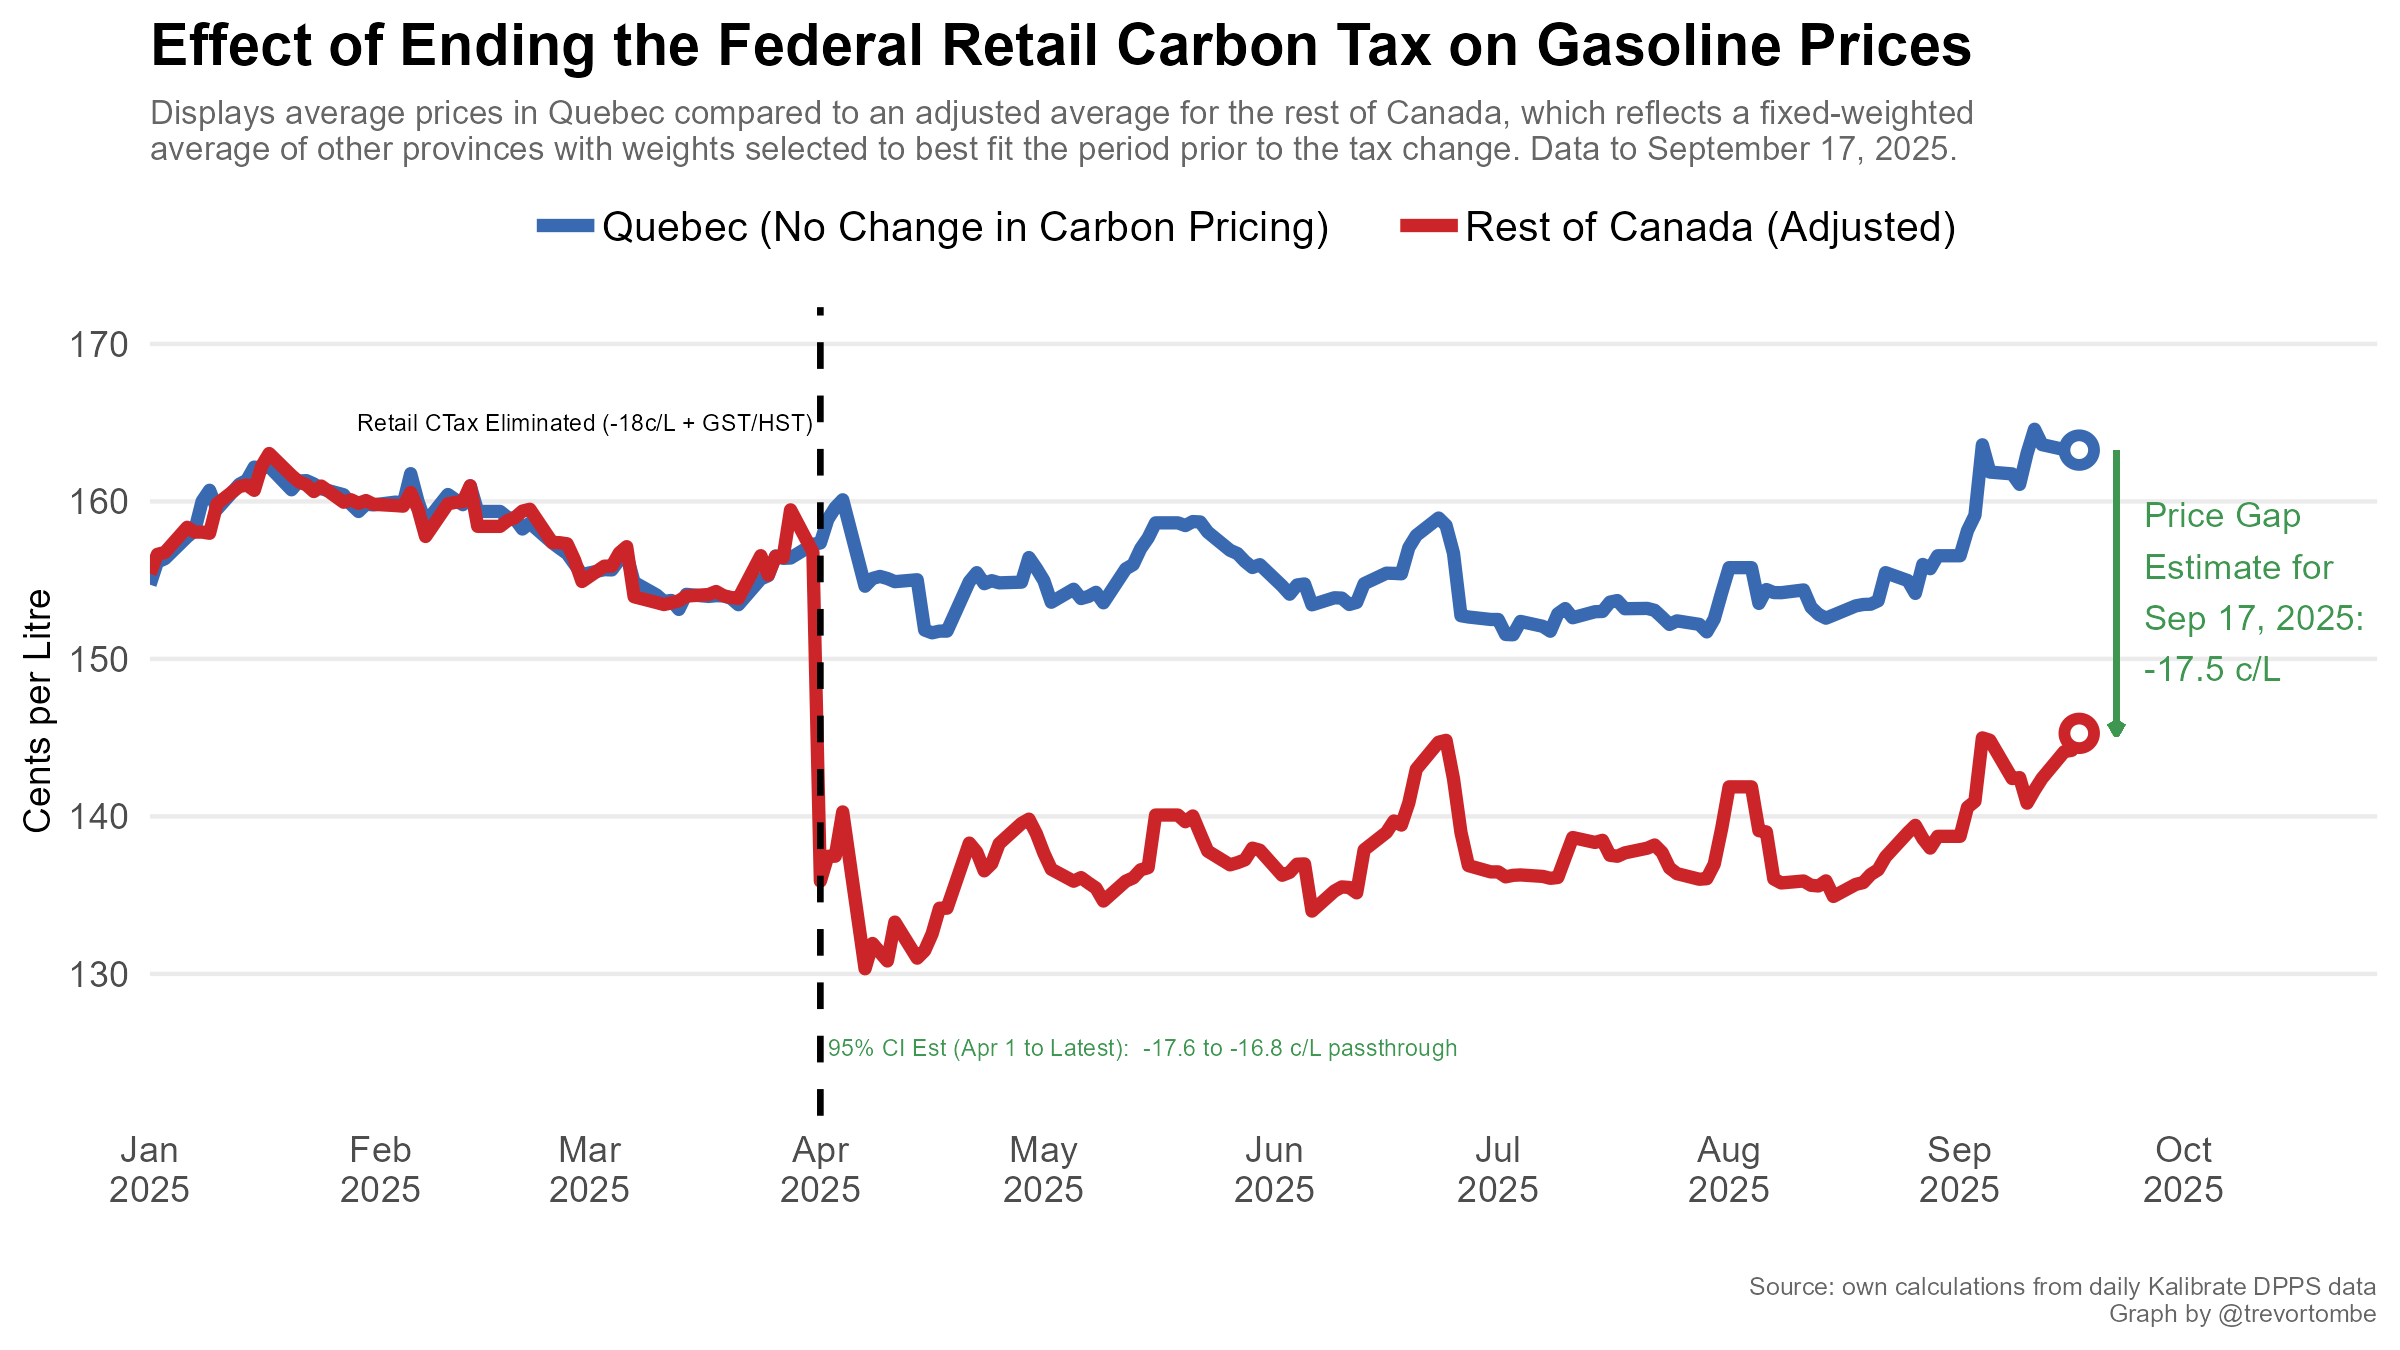 Effect of Ending the Federal Retail Carbon Tax on Gasoline Prices
Displays average prices in Quebec compared to an adjusted average for the rest of Canada, which reflects a fixed-weighted
average of other provinces with weights selected to best fit the period prior to the tax change. Data to September 17, 2025.
Quebec (No Change in Carbon Pricing)
Rest of Canada (Adjusted)
Cents per Litre
170
160
150
140
130
Retail CTax Eliminated (-18c/L + GST/HST)
Price Gap
Estimate for
Sep 17, 2025:
-17.5 c/L
95% CI Est (Apr 1 to Latest):  -17.6 to -16.8 c/L passthrough
Jan
2025
Feb
2025
Mar
2025
Apr
2025
May
2025
Jun
2025
Jul
2025
Aug
2025
Sep
2025
Oct
2025
Source: own calculations from daily Kalibrate DPPS data
Graph by @trevortombe